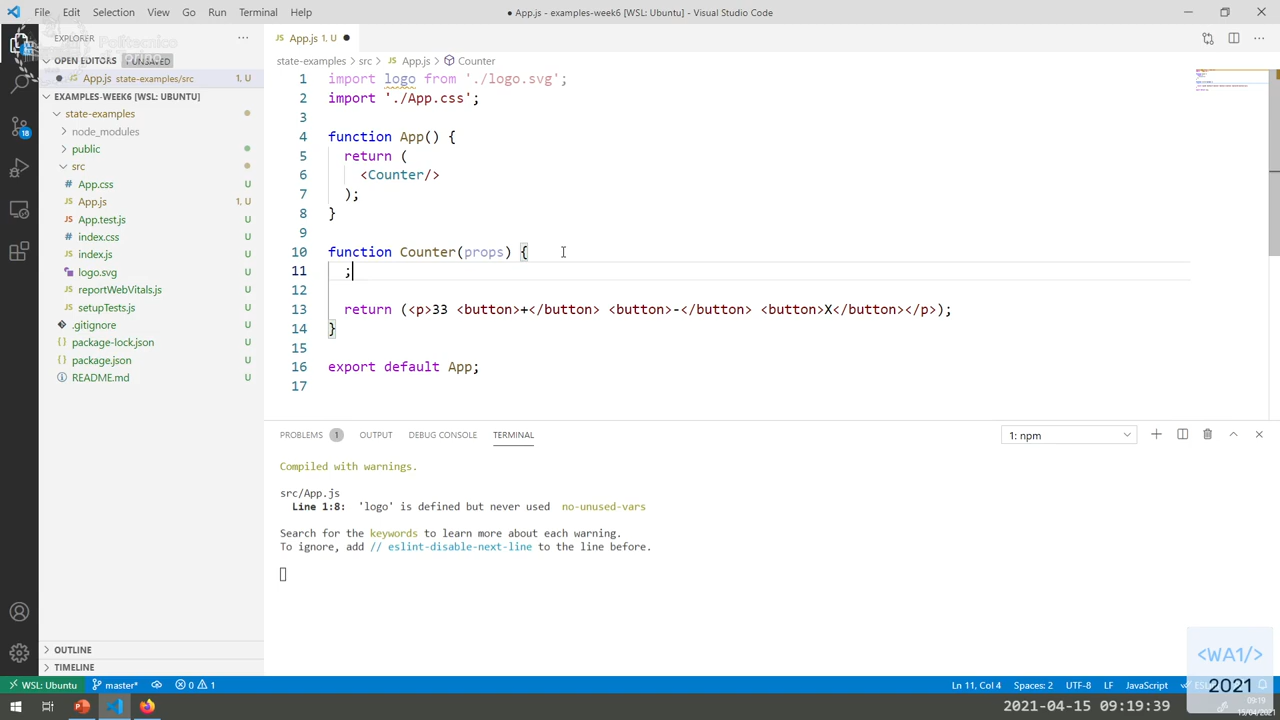 File Edit Selection View Go Run Terminal Help
● App.js - examples-week6 [WSL: Ubuntu] - Visual Studio Code
Politecnico
EXPLORER
App.js 1, U ●
OPEN EDITORS 1 UNSAVED
● App.js state-examples/src 1, U
EXAMPLES-WEEK6 [WSL: UBUNTU]
state-examples
node_modules
public
src
App.css U
App.js 1, U
App.test.js U
index.css U
index.js U
logo.svg U
reportWebVitals.js U
setupTests.js U
.gitignore U
package-lock.json U
package.json U
README.md U
OUTLINE
TIMELINE
18
state-examples > src > App.js > Counter
1 import logo from './logo.svg';
2 import './App.css';
3
4 function App() {
5 return (
6 <Counter/>
7 );
8 }
9
10 function Counter(props) {
11 ;
12
13 return (<p>33 <button>+</button> <button>-</button> <button>X</button></p>);
14 }
15
16 export default App;
17
PROBLEMS 1 OUTPUT DEBUG CONSOLE TERMINAL 1: npm
Compiled with warnings.
src/App.js
Line 1:8: 'logo' is defined but never used no-unused-vars
Search for the keywords to learn more about each warning.
To ignore, add // eslint-disable-next-line to the line before.
<WA1/>
2021
WSL: Ubuntu master* 0 1 Ln 11, Col 4 Spaces: 2 UTF-8 LF JavaScript
2021-04-15 09:19:39
09:19
15/04/2021